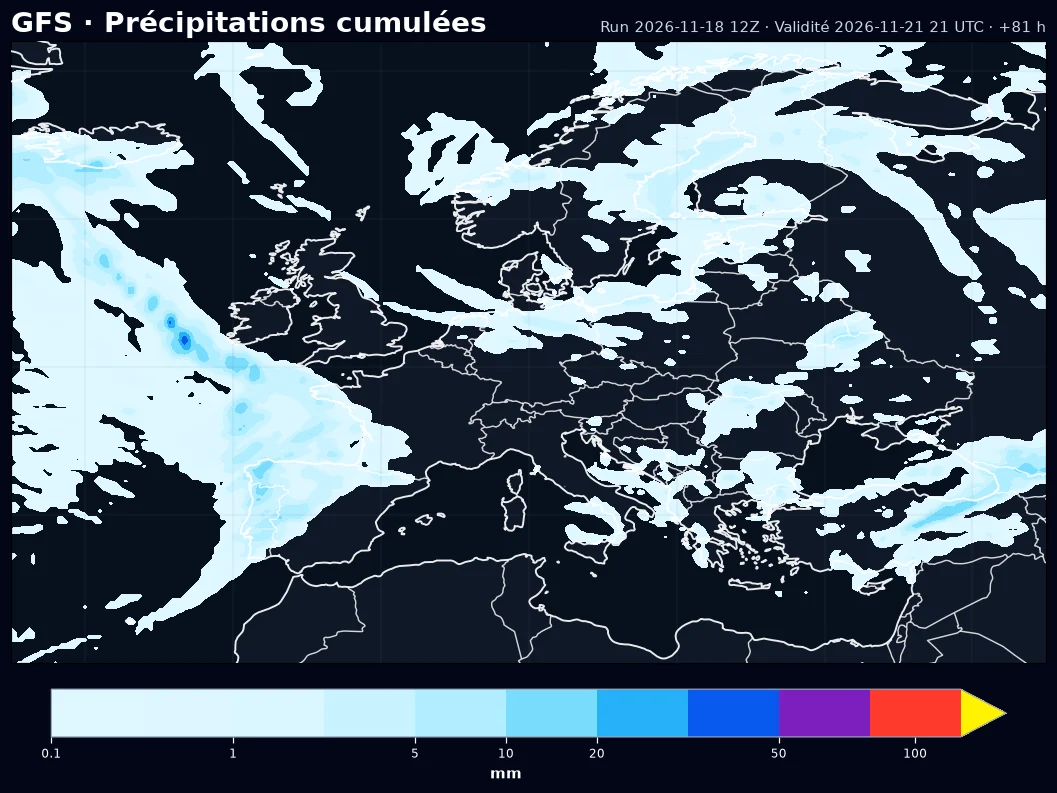 GFS · Précipitations cumulées
Run 2026-11-18 12Z · Validité 2026-11-21 21 UTC · +81 h
0.1 1 5 10 20 50 100
mm